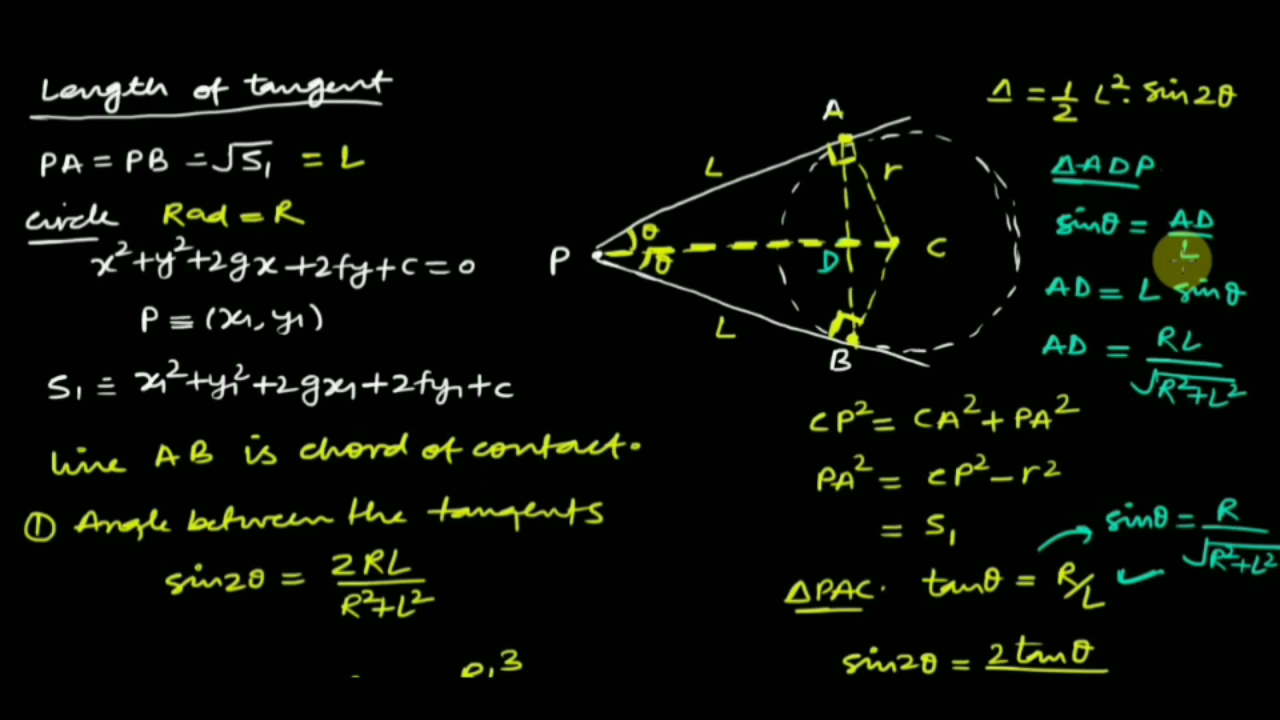 Length of tangent
PA = PB = √S₁ = L
Circle Rad = R
x²+y²+2gx+2fy+c=0
P ≡ (x₁, y₁)
S₁ ≡ x₁²+y₁²+2gx₁+2fy₁+c
line AB is chord of contact.
① Angle between the tangents
sin2θ = 2RL / R²+L²
A
L
r
θ
θ
P
D
C
L
B
CP² = CA² + PA²
PA² = CP² - r²
= S₁
ΔPAC. tanθ = R/L
sin2θ = 2tanθ
Δ = 1/2 L². sin2θ
ΔADP
sinθ = AD/L
AD = L sinθ
AD = RL / √R²+L²
sinθ = R / √R²+L²